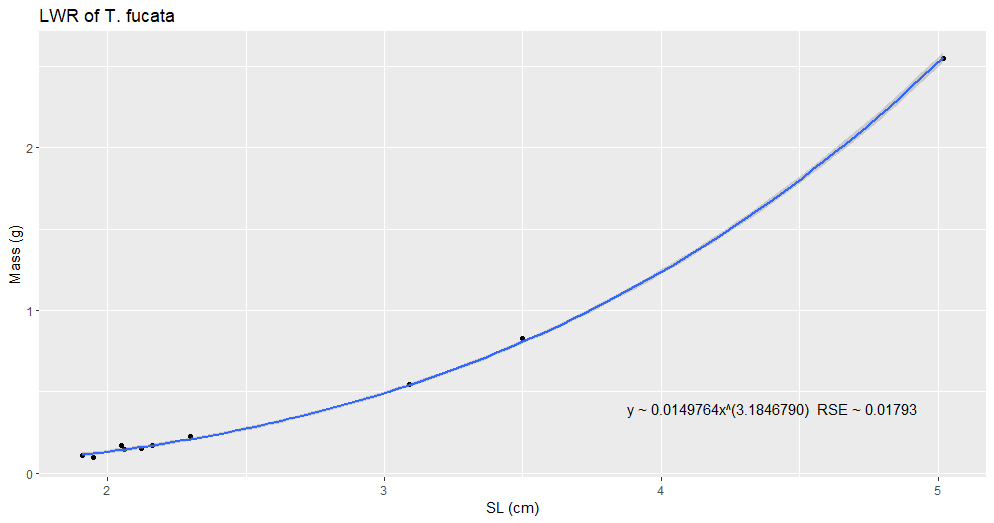 LWR of T. fucata
Mass (g)
2
1
0
y ~ 0.0149764x^(3.1846790) RSE ~ 0.01793
2 3 4 5
SL (cm)